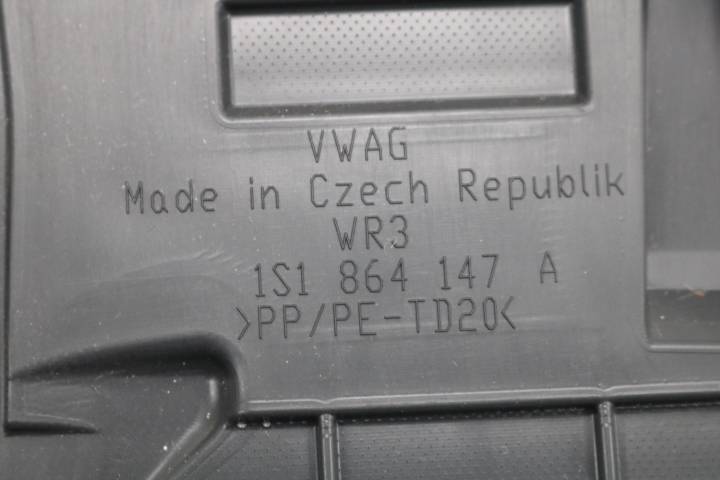 VWAG
Made in Czech Republik
WR3
1S1 864 147 A
>PP/PE-TD20<